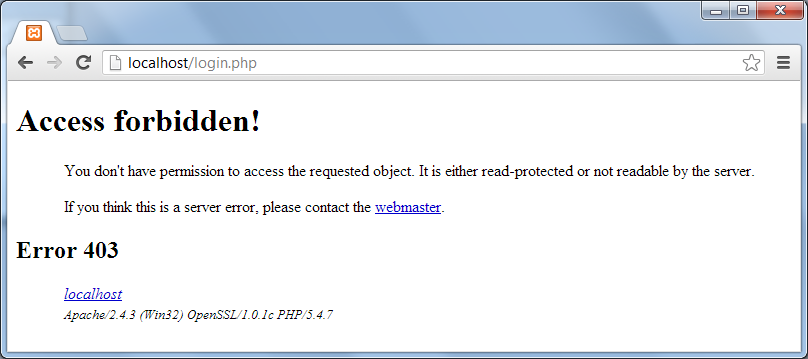 localhost/login.php
Access forbidden!
You don't have permission to access the requested object. It is either read-protected or not readable by the server.
If you think this is a server error, please contact the webmaster.
Error 403
localhost
Apache/2.4.3 (Win32) OpenSSL/1.0.1c PHP/5.4.7